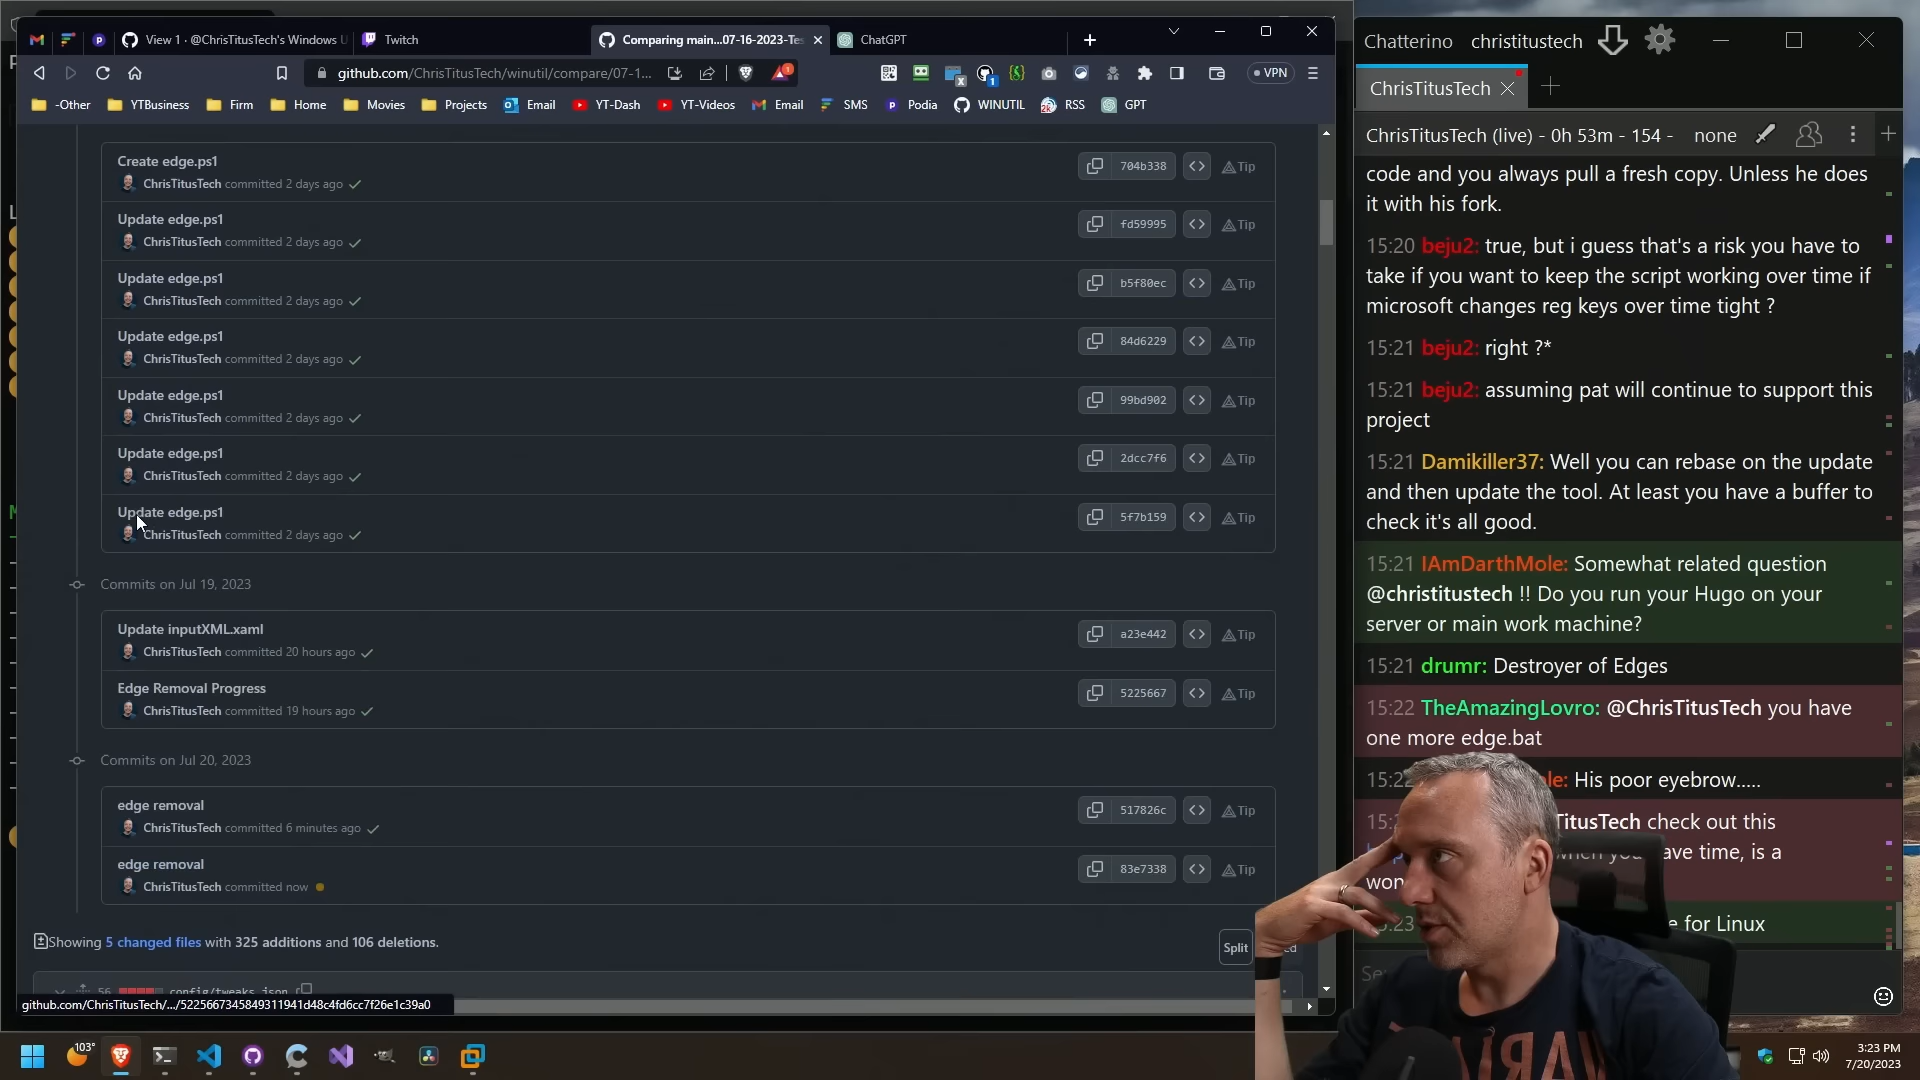 View 1 · @ChrisTitusTech's Windows U
Twitch
Comparing main...07-16-2023-Tes
ChatGPT
github.com/ChrisTitusTech/winutil/compare/07-1...
1
X
1
VPN
-Other
YTBusiness
Firm
Home
Movies
Projects
Email
YT-Dash
YT-Videos
Email
SMS
Podia
WINUTIL
RSS
GPT
Create edge.ps1
ChrisTitusTech committed 2 days ago
704b338
Tip
Update edge.ps1
ChrisTitusTech committed 2 days ago
fd59995
Tip
Update edge.ps1
ChrisTitusTech committed 2 days ago
b5f80ec
Tip
Update edge.ps1
ChrisTitusTech committed 2 days ago
84d6229
Tip
Update edge.ps1
ChrisTitusTech committed 2 days ago
99bd902
Tip
Update edge.ps1
ChrisTitusTech committed 2 days ago
2dcc7f6
Tip
Update edge.ps1
ChrisTitusTech committed 2 days ago
5f7b159
Tip
Commits on Jul 19, 2023
Update inputXML.xaml
ChrisTitusTech committed 20 hours ago
a23e442
Tip
Edge Removal Progress
ChrisTitusTech committed 19 hours ago
5225667
Tip
Commits on Jul 20, 2023
edge removal
ChrisTitusTech committed 6 minutes ago
517826c
Tip
edge removal
ChrisTitusTech committed now
83e7338
Tip
Showing 5 changed files with 325 additions and 106 deletions.
Split
56 config/tweaks.json
github.com/ChrisTitusTech/.../5225667345849311941d48c4fd6cc7f26e1c39a0
Chatterino
christitustech
ChrisTitusTech
ChrisTitusTech (live) - 0h 53m - 154 -
none
code and you always pull a fresh copy. Unless he does
it with his fork.
15:20 beju2: true, but i guess that's a risk you have to
take if you want to keep the script working over time if
microsoft changes reg keys over time tight ?
15:21 beju2: right ?*
15:21 beju2: assuming pat will continue to support this
project
15:21 Damikiller37: Well you can rebase on the update
and then update the tool. At least you have a buffer to
check it's all good.
15:21 IAmDarthMole: Somewhat related question
@christitustech !! Do you run your Hugo on your
server or main work machine?
15:21 drumr: Destroyer of Edges
15:22 TheAmazingLovro: @ChrisTitusTech you have
one more edge.bat
His poor eyebrow.....
check out this
time, is a
for Linux
103°
3:23 PM
7/20/2023